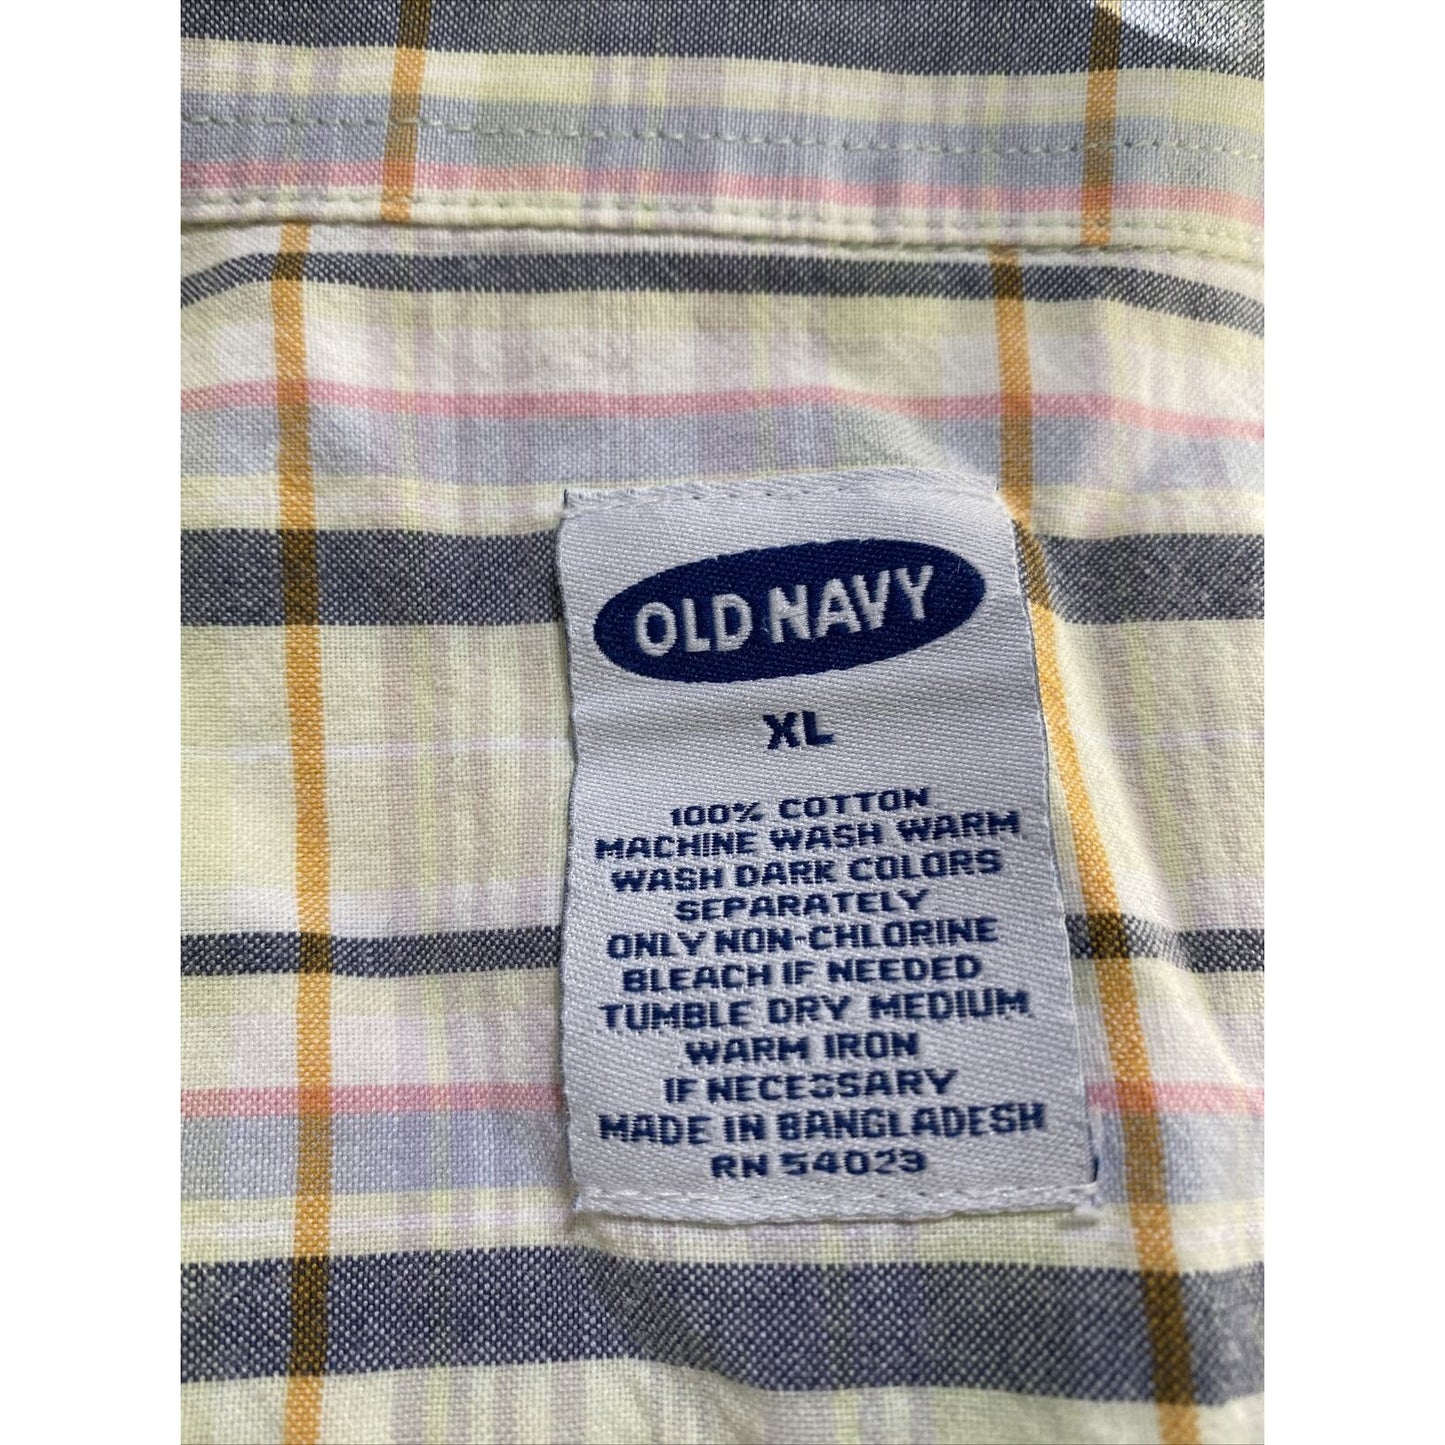 OLD NAVY
XL
100% COTTON
MACHINE WASH WARM
WASH DARK COLORS
SEPARATELY
ONLY NON-CHLORINE
BLEACH IF NEEDED
TUMBLE DRY MEDIUM
WARM IRON
IF NECESSARY
MADE IN BANGLADESH
RN 54023